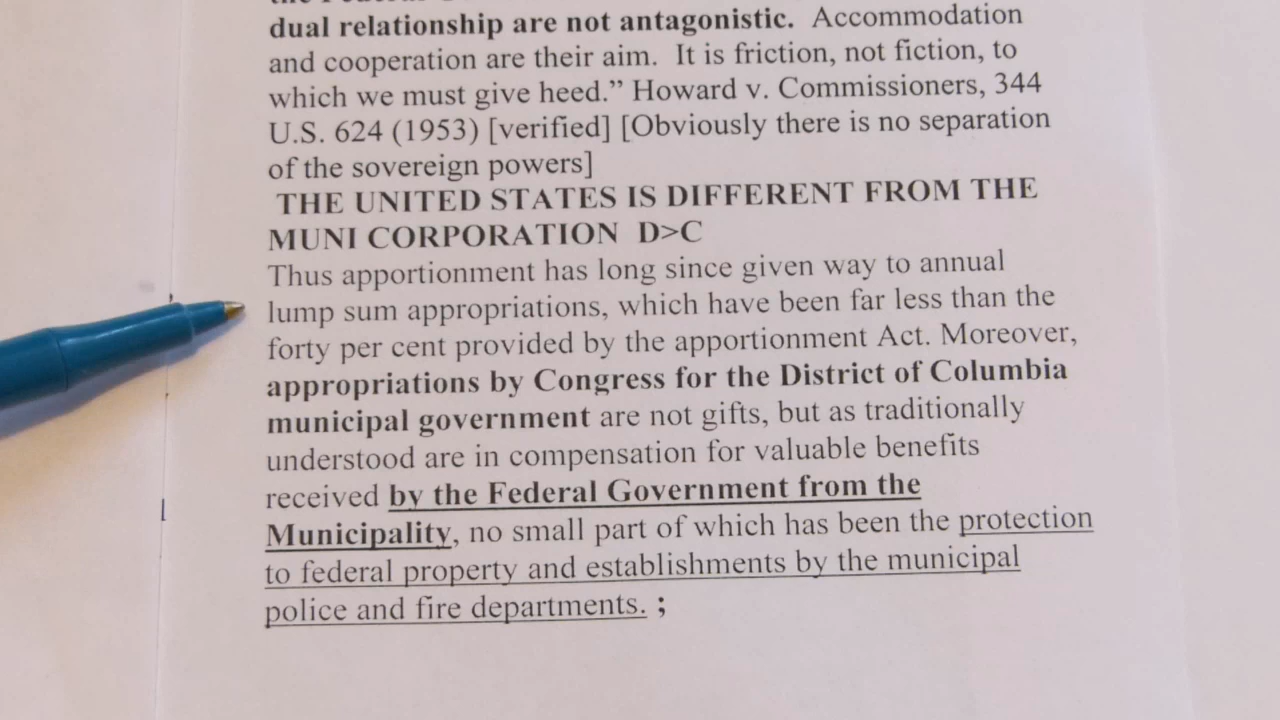 dual relationship are not antagonistic. Accommodation
and cooperation are their aim. It is friction, not fiction, to
which we must give heed.” Howard v. Commissioners, 344
U.S. 624 (1953) [verified] [Obviously there is no separation
of the sovereign powers]
THE UNITED STATES IS DIFFERENT FROM THE
MUNI CORPORATION D>C
Thus apportionment has long since given way to annual
lump sum appropriations, which have been far less than the
forty per cent provided by the apportionment Act. Moreover,
appropriations by Congress for the District of Columbia
municipal government are not gifts, but as traditionally
understood are in compensation for valuable benefits
received by the Federal Government from the
Municipality, no small part of which has been the protection
to federal property and establishments by the municipal
police and fire departments. ;